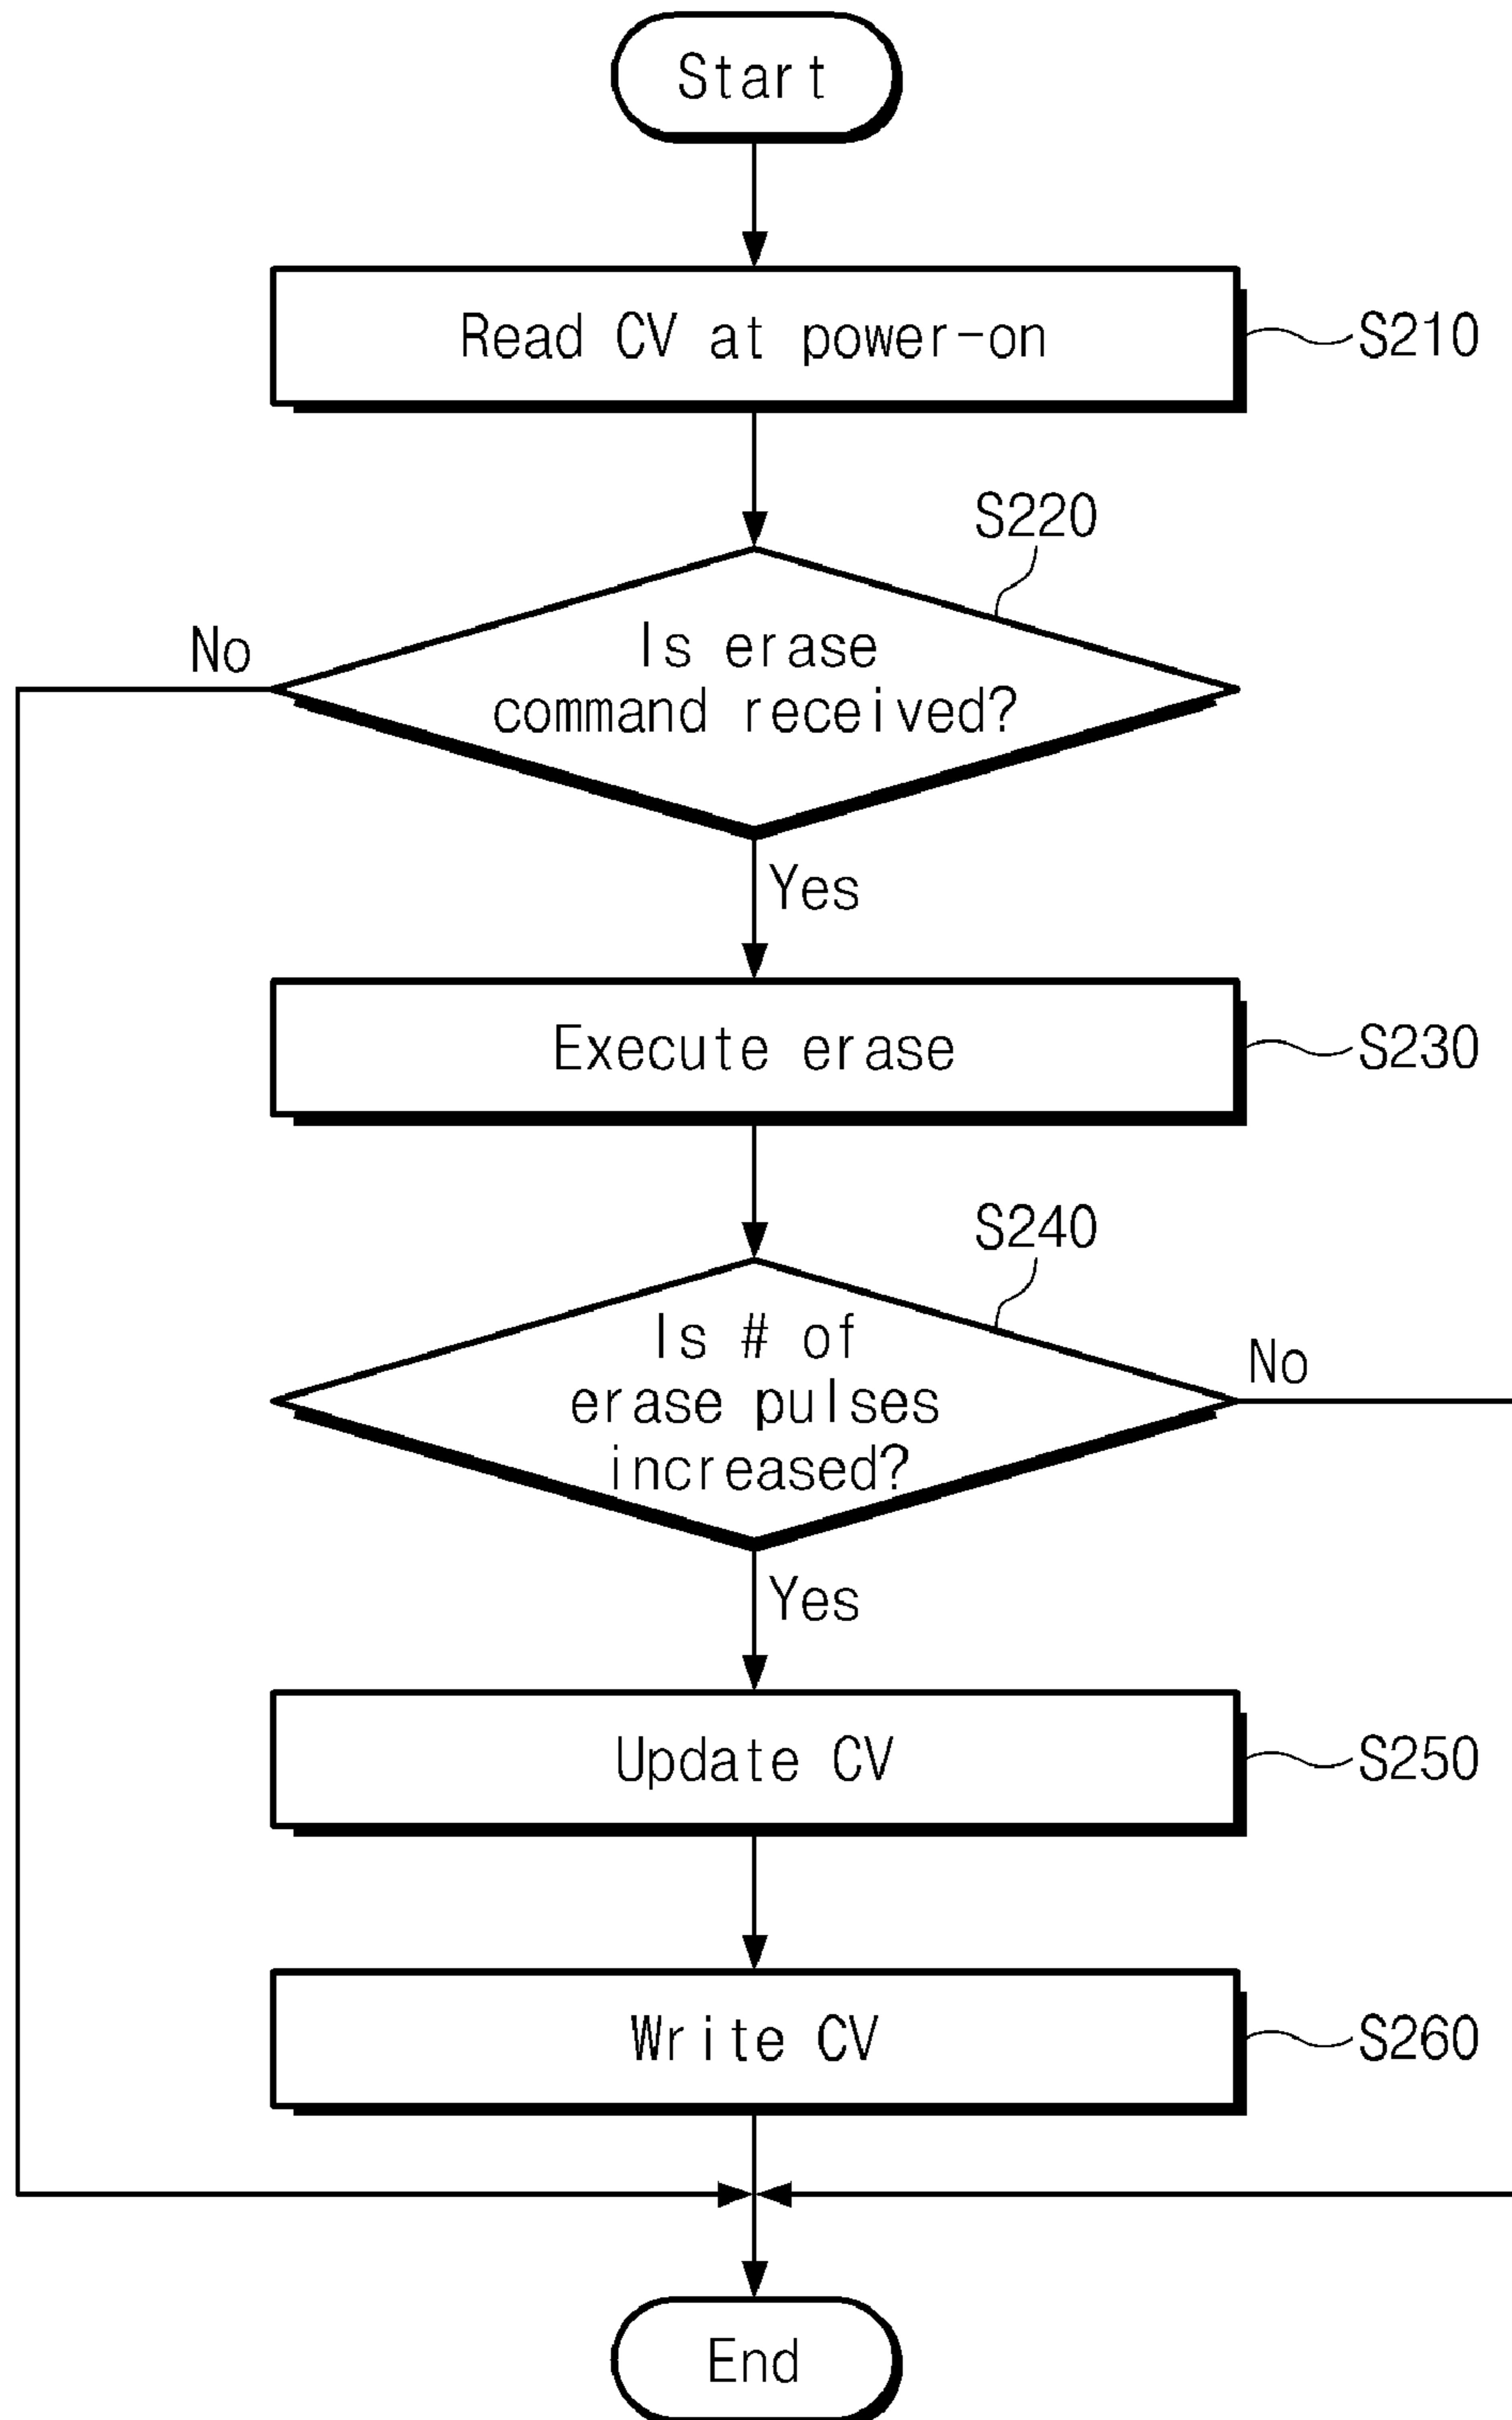 Start
Read CV at power-on
S210
S220
No
Is erase
command received?
Yes
Execute erase
S230
S240
Is # of
erase pulses
increased?
No
Yes
Update CV
S250
Write CV
S260
End